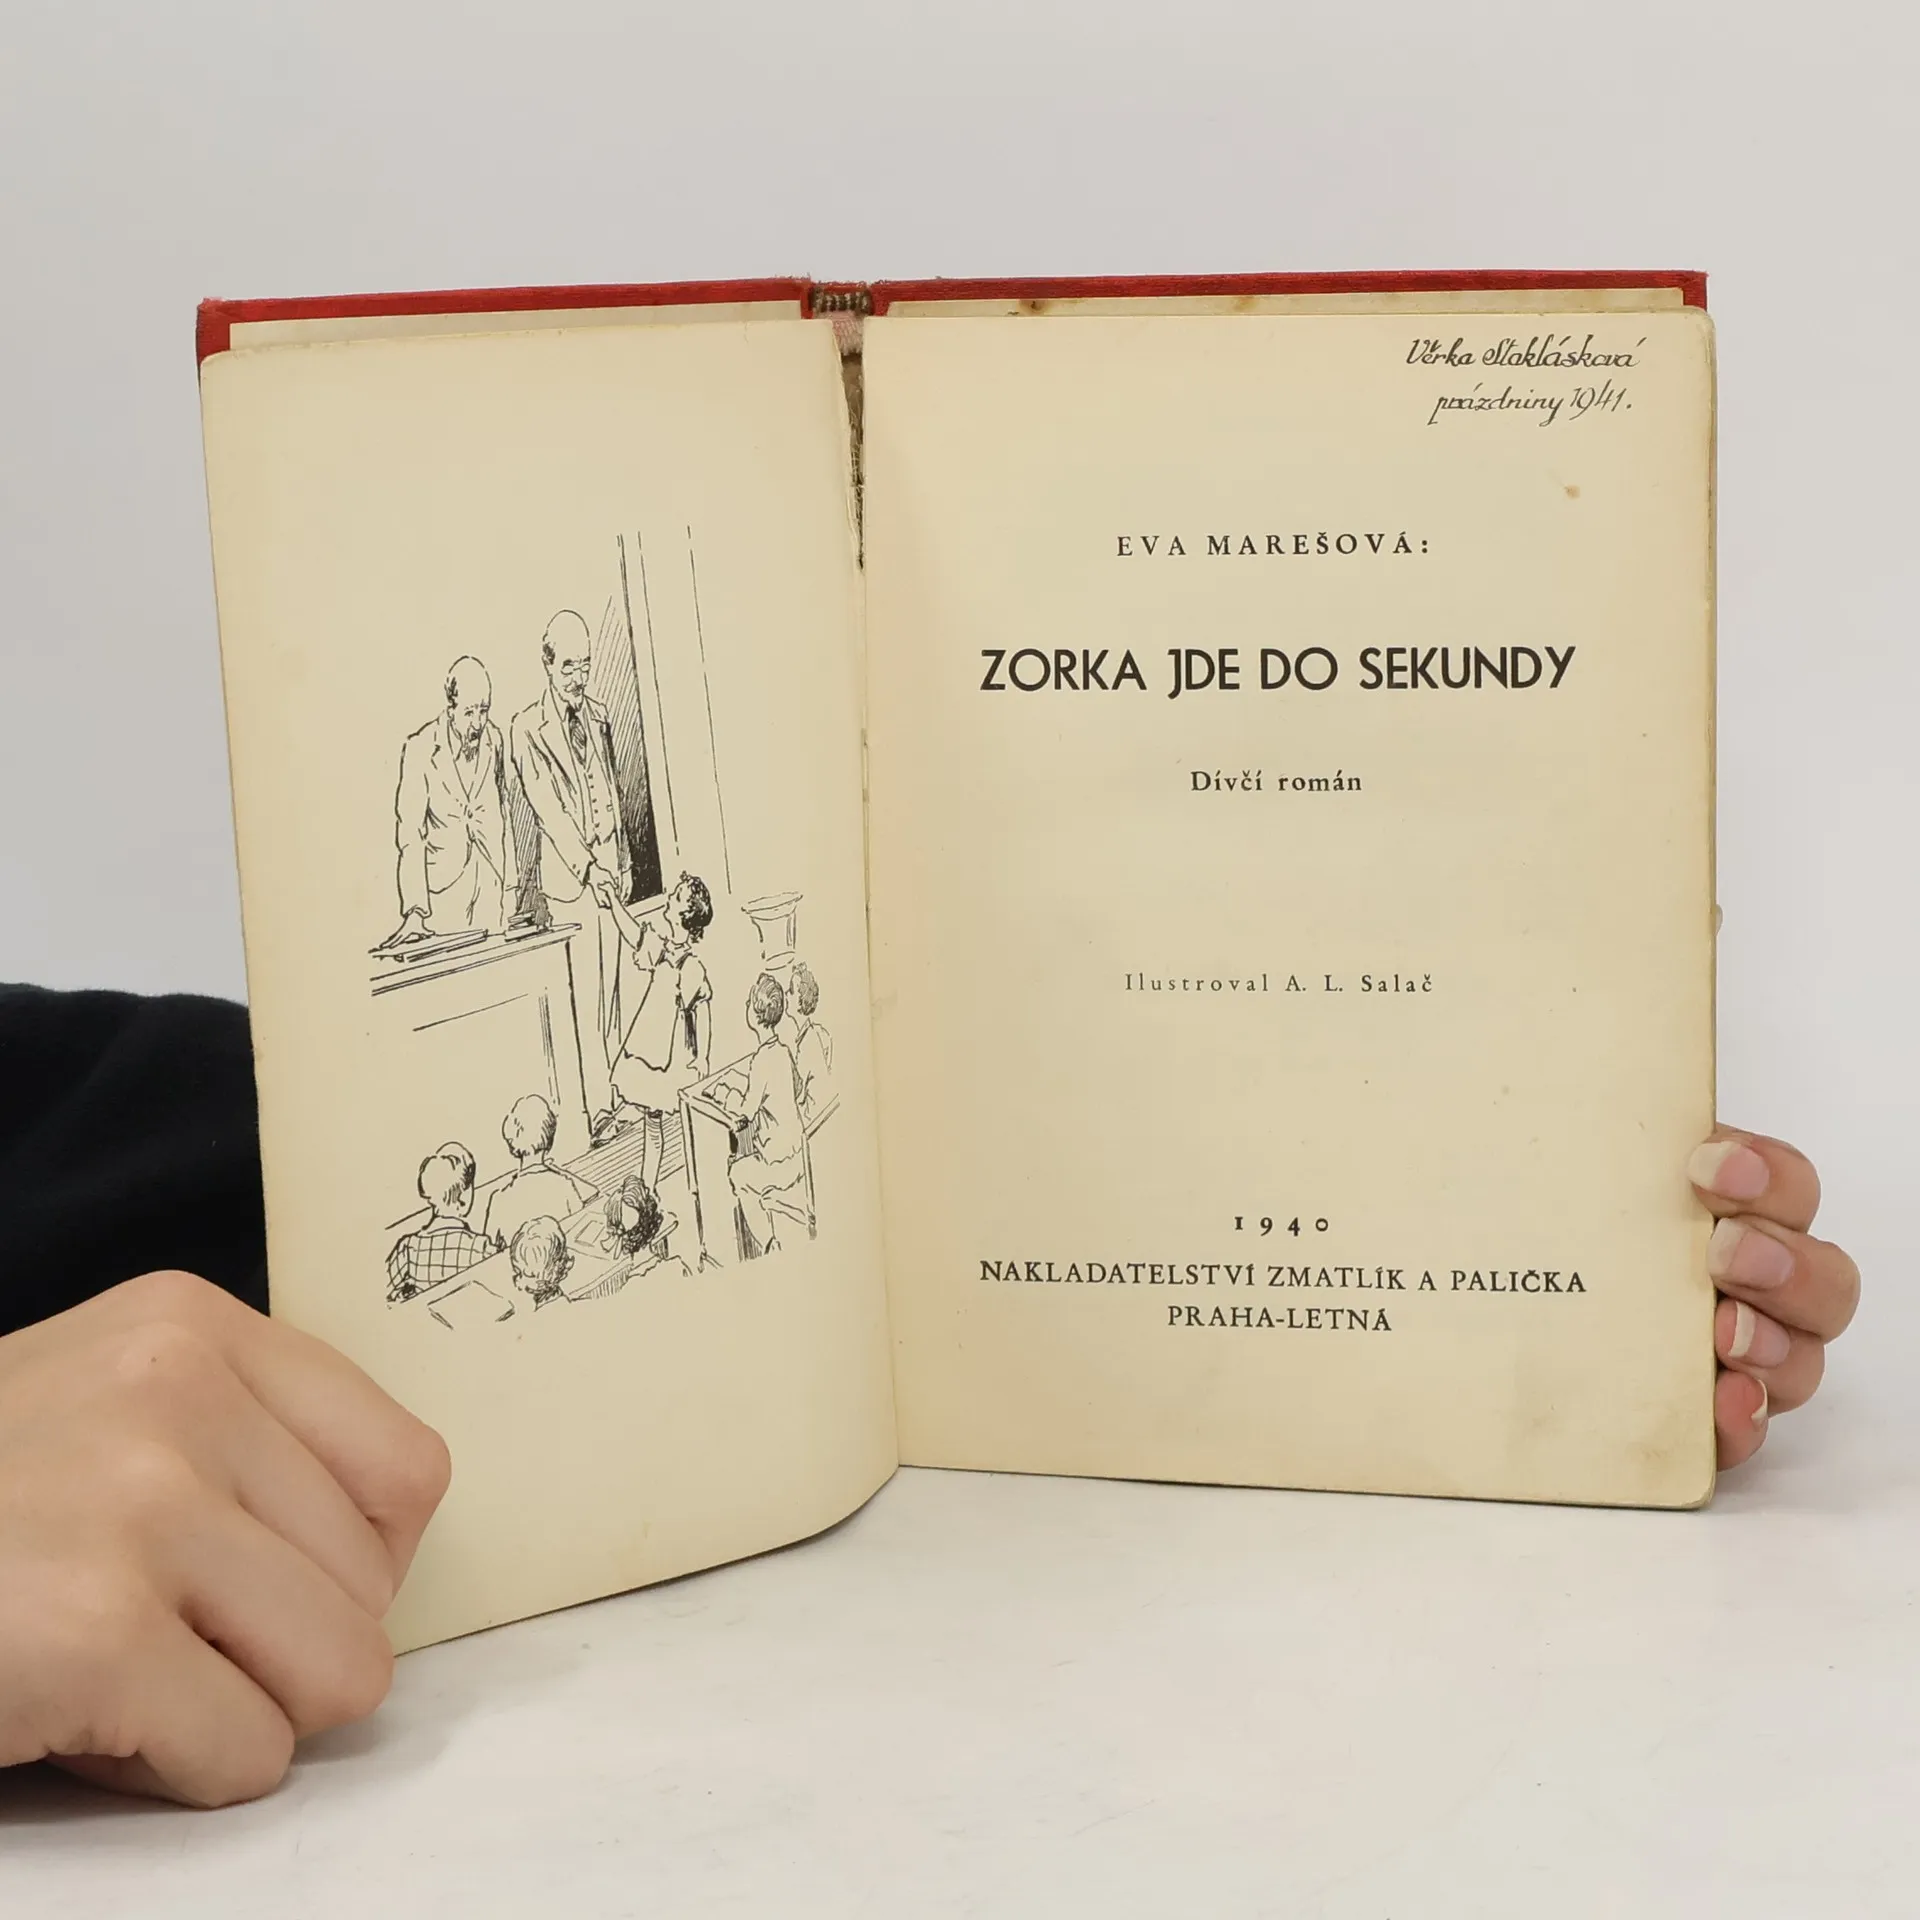 Věrka Staklásková
prázdniny 1941.
EVA MAREŠOVÁ:
ZORKA JDE DO SEKUNDY
Dívčí román
Ilustroval A. L. Salač
1940
NAKLADATELSTVÍ ZMATLÍK A PALIČKA
PRAHA-LETNÁ